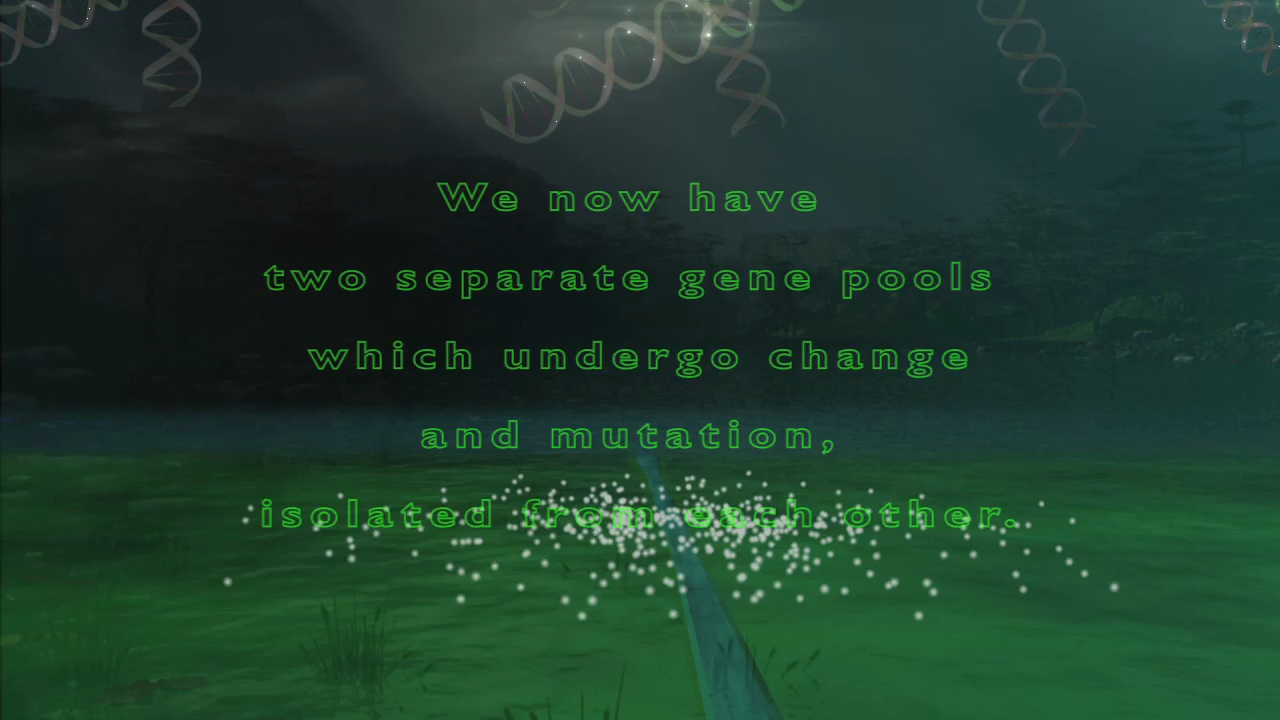 We now have
two separate gene pools
which undergo change
and mutation,
isolated from each other.